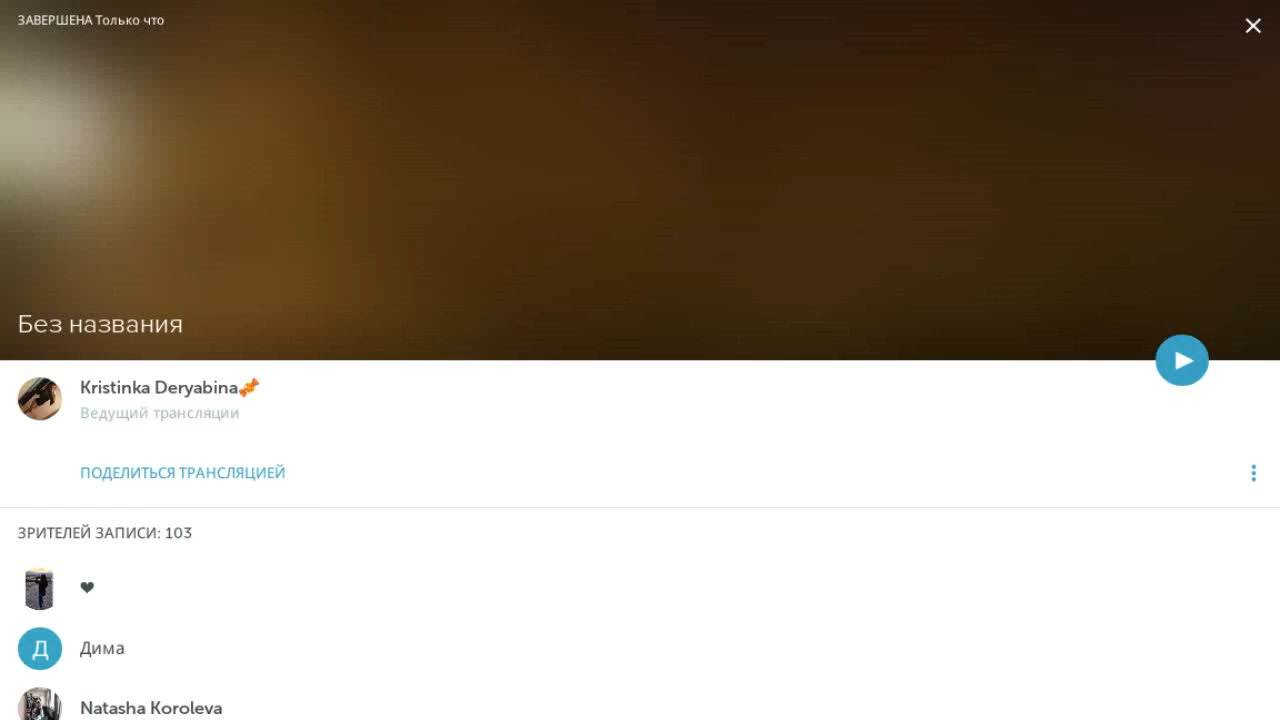 ЗАВЕРШЕНА Только что
Без названия
Kristinka Deryabina🍬
Ведущий трансляции
ПОДЕЛИТЬСЯ ТРАНСЛЯЦИЕЙ
ЗРИТЕЛЕЙ ЗАПИСИ: 103
❤
Д
Дима
Natasha Koroleva